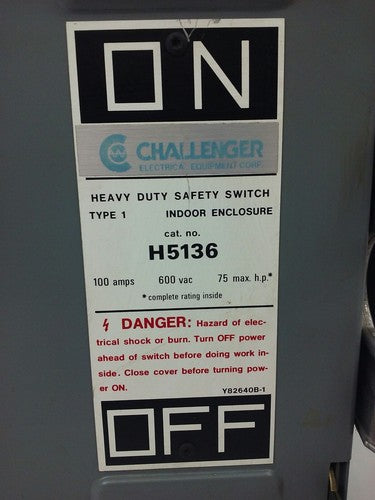 ON
CHALLENGER
ELECTRICAL EQUIPMENT CORP.
HEAVY DUTY SAFETY SWITCH
TYPE 1 INDOOR ENCLOSURE
cat. no.
H5136
100 amps 600 vac 75 max. h.p.*
*complete rating inside
DANGER: Hazard of elec-
trical shock or burn. Turn OFF power
ahead of switch before doing work in-
side. Close cover before turning pow-
er ON.
Y82640B-1
OFF